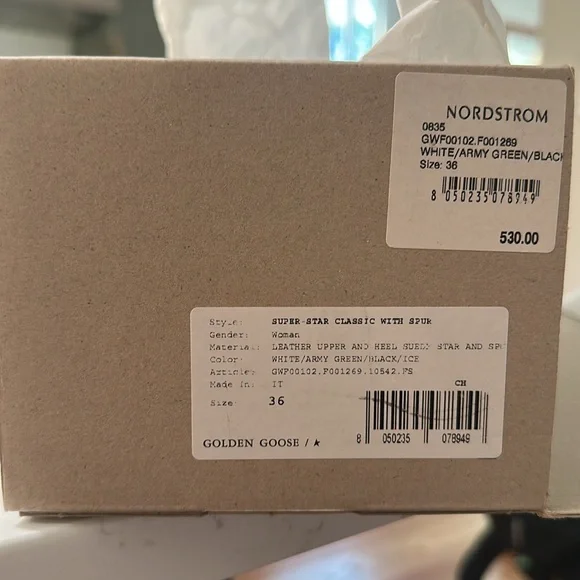 NORDSTROM
0835
GWF00102.F001269
WHITE/ARMY GREEN/BLACK
Size: 36
8 050235 078949
530.00
Style: SUPER-STAR CLASSIC WITH SPUR
Gender: Woman
Material: LEATHER UPPER AND HEEL SUEDE STAR AND SPU
Color: WHITE/ARMY GREEN/BLACK/ICE
Article: GWF00102.F001269.10542.FS
Made in: IT
CH
Size: 36
8 050235 078949
GOLDEN GOOSE / ★